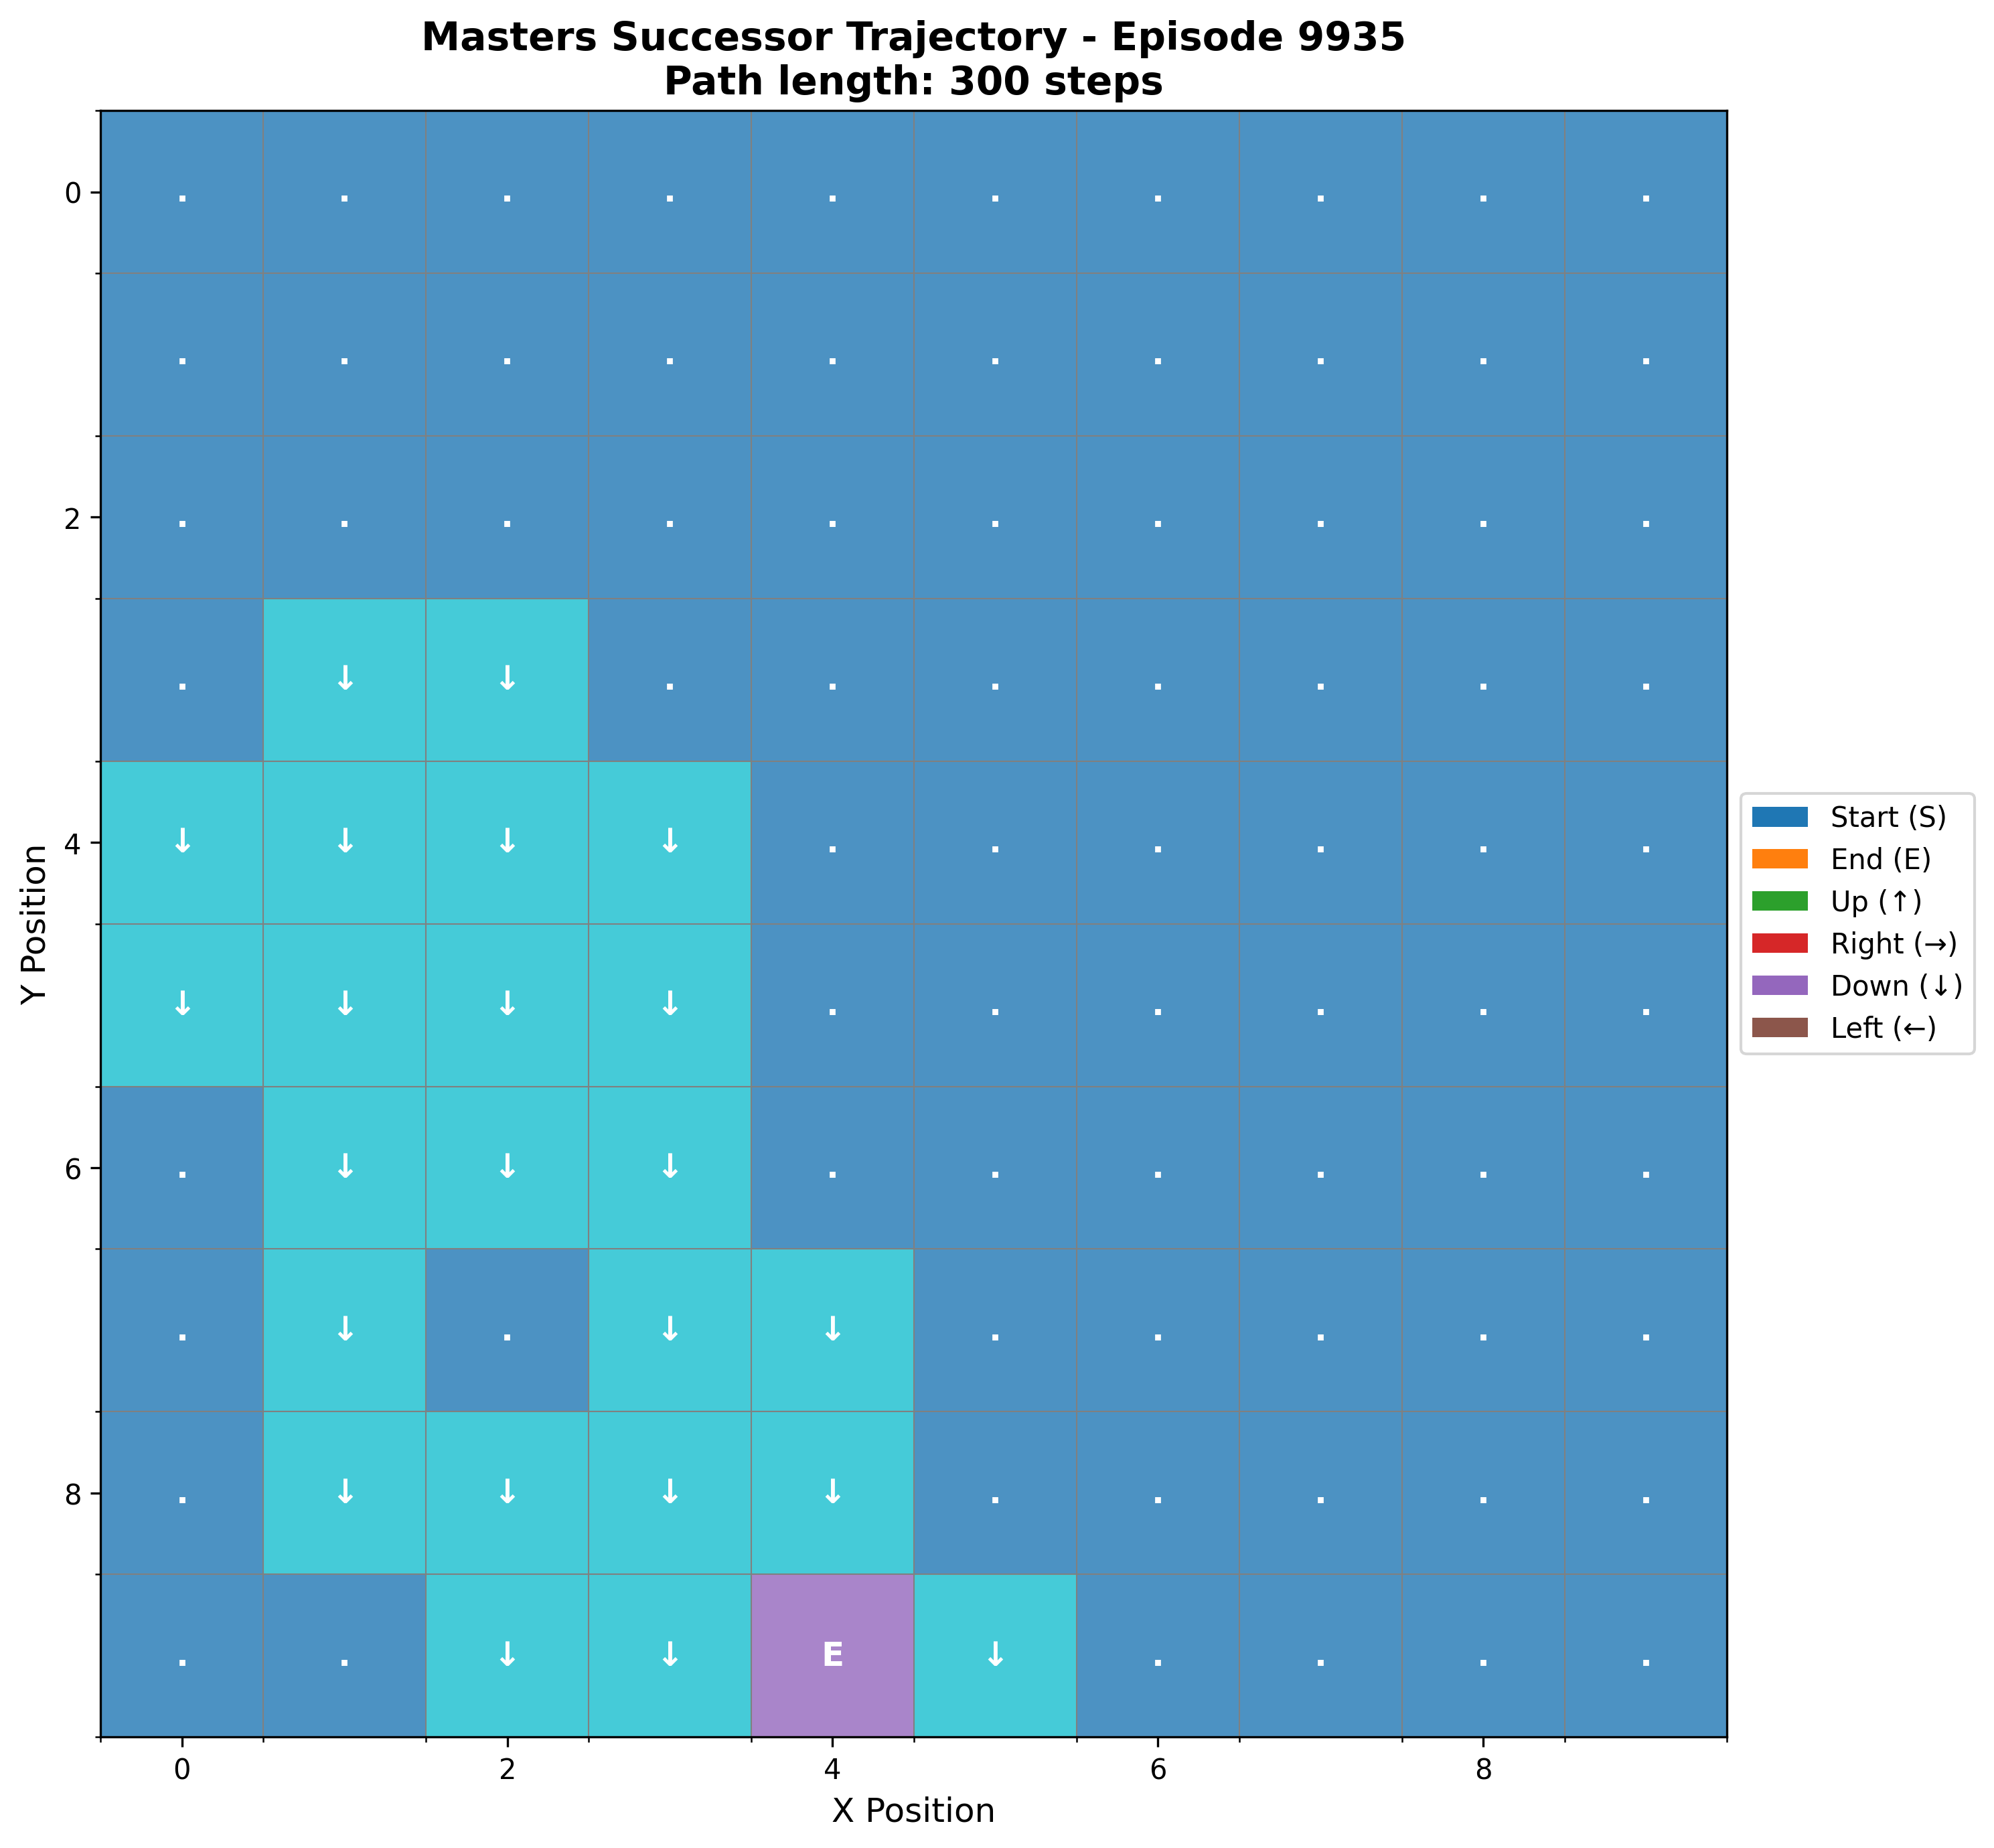 Masters Successor Trajectory - Episode 9935
Path length: 300 steps
0 . . . . . . . . . .
. . . . . . . . . .
2 . . . . . . . . . .
. ↓ ↓ . . . . . . .
4 ↓ ↓ ↓ ↓ . . . . . .
↓ ↓ ↓ ↓ . . . . . .
6 . ↓ ↓ ↓ . . . . . .
. ↓ . ↓ ↓ . . . . .
8 . ↓ ↓ ↓ ↓ . . . . .
. . ↓ ↓ E ↓ . . . .
0 2 4 6 8
X Position
Y Position
Start (S)
End (E)
Up (↑)
Right (→)
Down (↓)
Left (←)